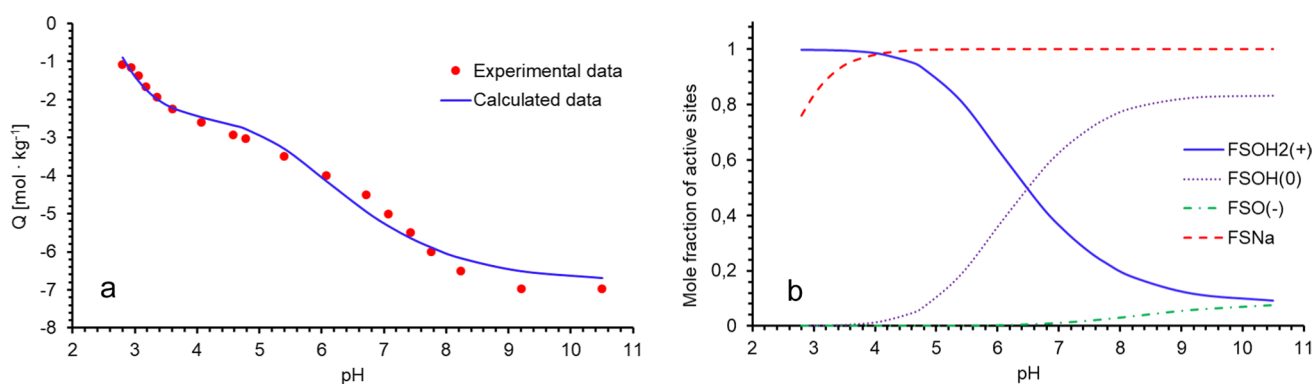 0
-1
-2
-3
-4
-5
-6
-7
-8
Q [mol · kg⁻¹]
Experimental data
Calculated data
a
2 3 4 5 6 7 8 9 10 11
pH
1
0,8
0,6
0,4
0,2
0
Mole fraction of active sites
FSOH2(+)
FSOH(0)
FSO(-)
FSNa
b
2 3 4 5 6 7 8 9 10 11
pH